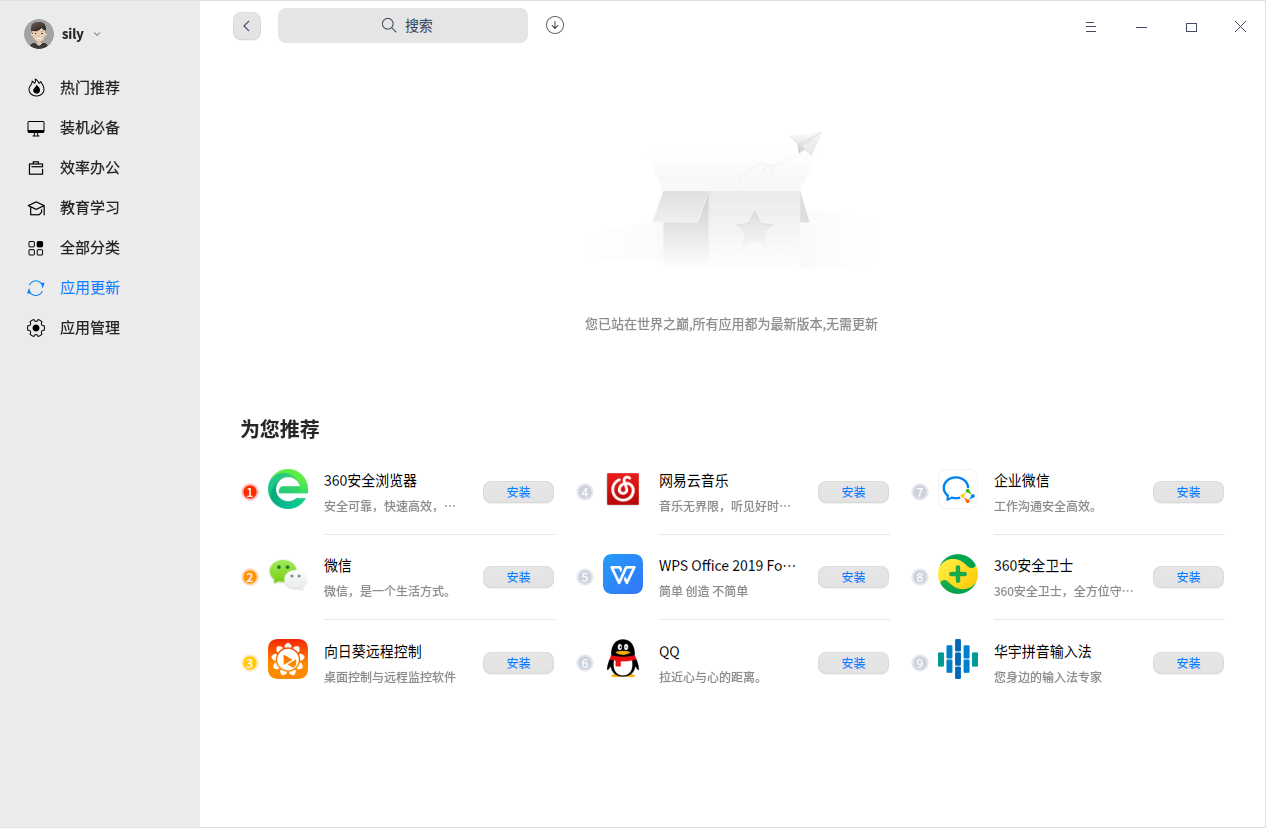 sily
搜索
热门推荐
装机必备
效率办公
教育学习
全部分类
应用更新
应用管理
您已站在世界之巅,所有应用都为最新版本,无需更新
为您推荐
1
360安全浏览器
安全可靠，快速高效，…
安装
2
微信
微信，是一个生活方式。
安装
3
向日葵远程控制
桌面控制与远程监控软件
安装
4
网易云音乐
音乐无界限，听见好时…
安装
5
WPS Office 2019 Fo…
简单 创造 不简单
安装
6
QQ
拉近心与心的距离。
安装
7
企业微信
工作沟通安全高效。
安装
8
360安全卫士
360安全卫士，全方位守…
安装
9
华宇拼音输入法
您身边的输入法专家
安装